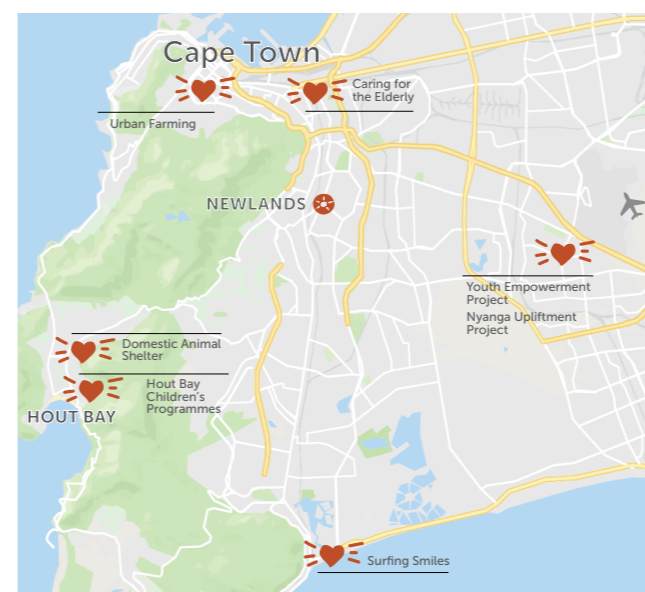 Cape Town
Caring for
the Elderly
Urban Farming
NEWLANDS
Youth Empowerment
Project
Nyanga Upliftment
Project
Domestic Animal
Shelter
Hout Bay
Children's
Programmes
HOUT BAY
Surfing Smiles